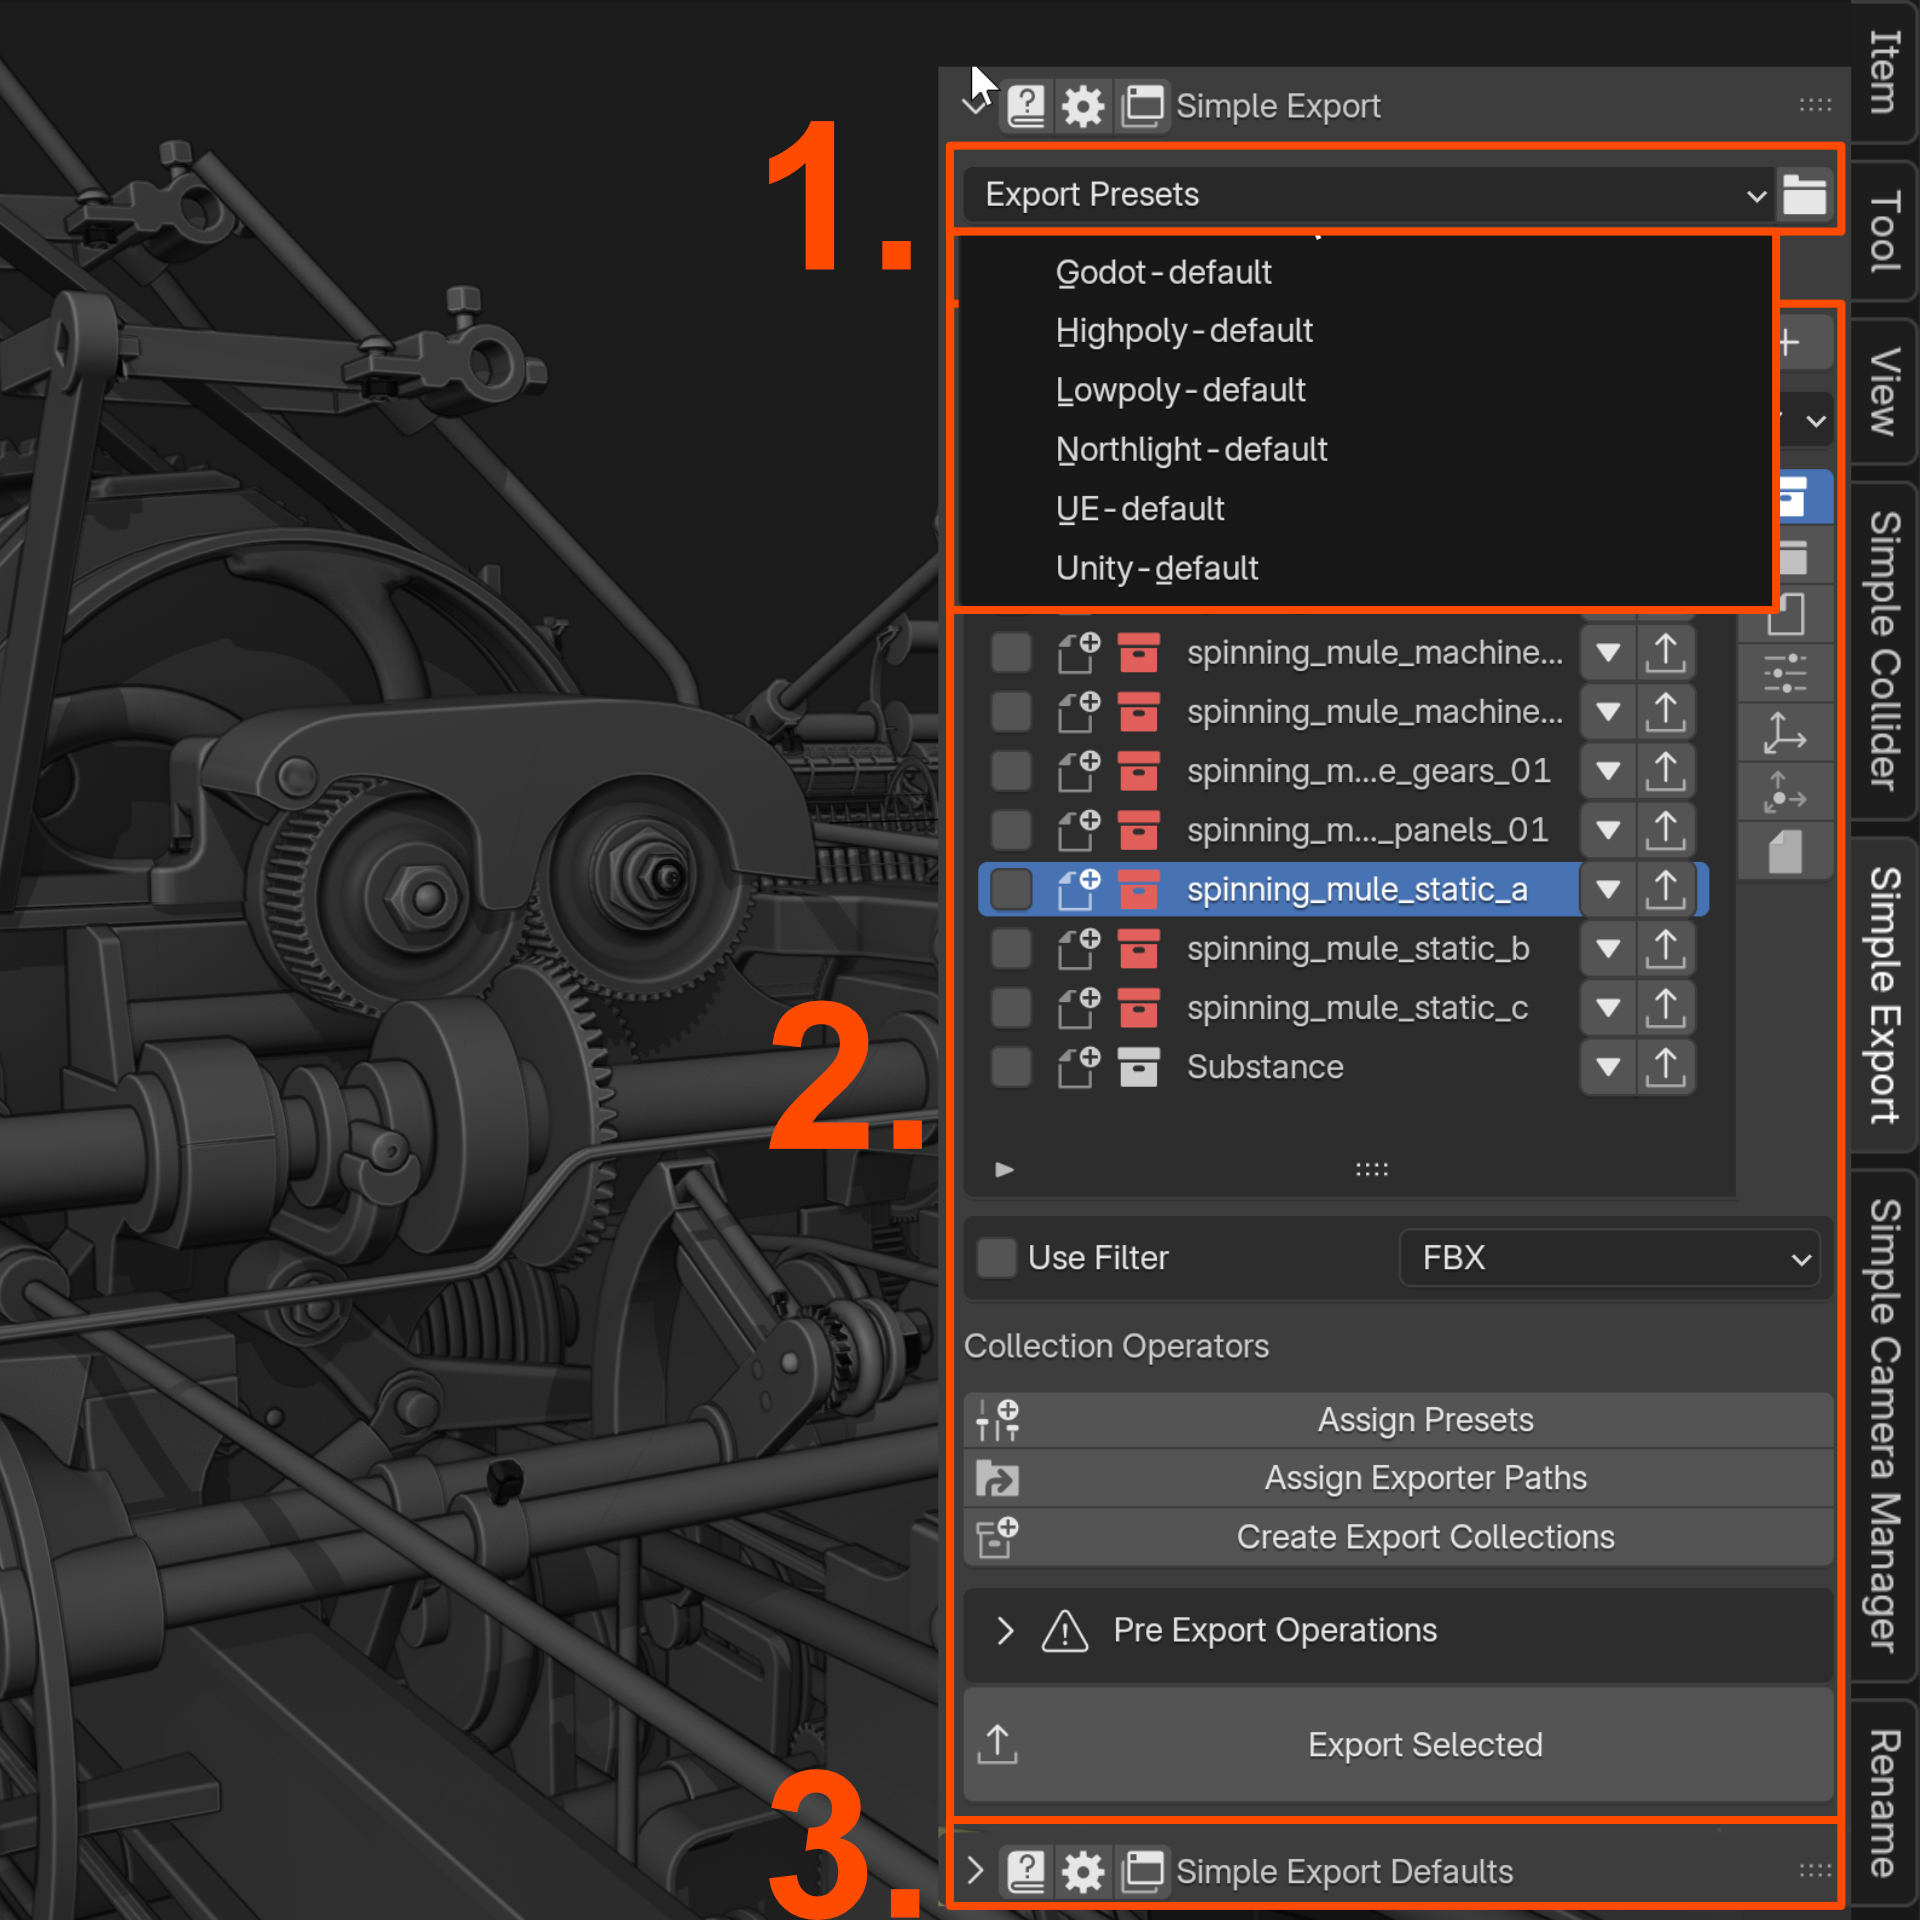 Simple Export
1.
Export Presets
Godot-default
Highpoly-default
Lowpoly-default
Northlight-default
UE-default
Unity-default
spinning_mule_machine...
spinning_mule_machine...
spinning_m...e_gears_01
spinning_m..._panels_01
spinning_mule_static_a
spinning_mule_static_b
spinning_mule_static_c
2.
Substance
Use Filter
FBX
Collection Operators
Assign Presets
Assign Exporter Paths
Create Export Collections
Pre Export Operations
Export Selected
3.
Simple Export Defaults
Item
Tool
View
Simple Collider
Simple Export
Simple Camera Manager
Rename